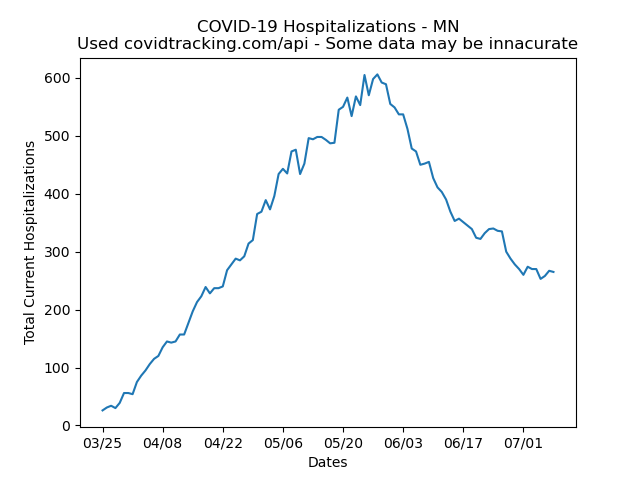 COVID-19 Hospitalizations - MN
Used covidtracking.com/api - Some data may be innacurate
Total Current Hospitalizations
600
500
400
300
200
100
0
03/25 04/08 04/22 05/06 05/20 06/03 06/17 07/01
Dates